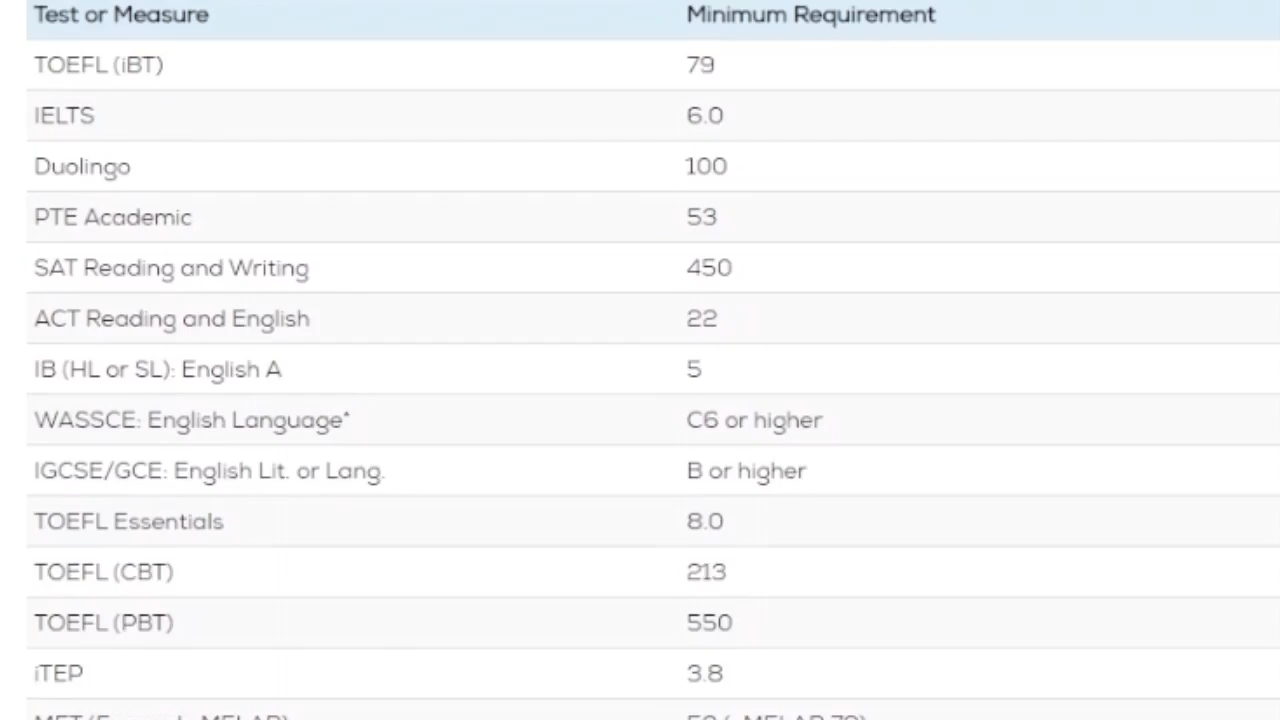 Test or Measure Minimum Requirement
TOEFL (iBT) 79
IELTS 6.0
Duolingo 100
PTE Academic 53
SAT Reading and Writing 450
ACT Reading and English 22
IB (HL or SL): English A 5
WASSCE: English Language* C6 or higher
IGCSE/GCE: English Lit. or Lang. B or higher
TOEFL Essentials 8.0
TOEFL (CBT) 213
TOEFL (PBT) 550
iTEP 3.8